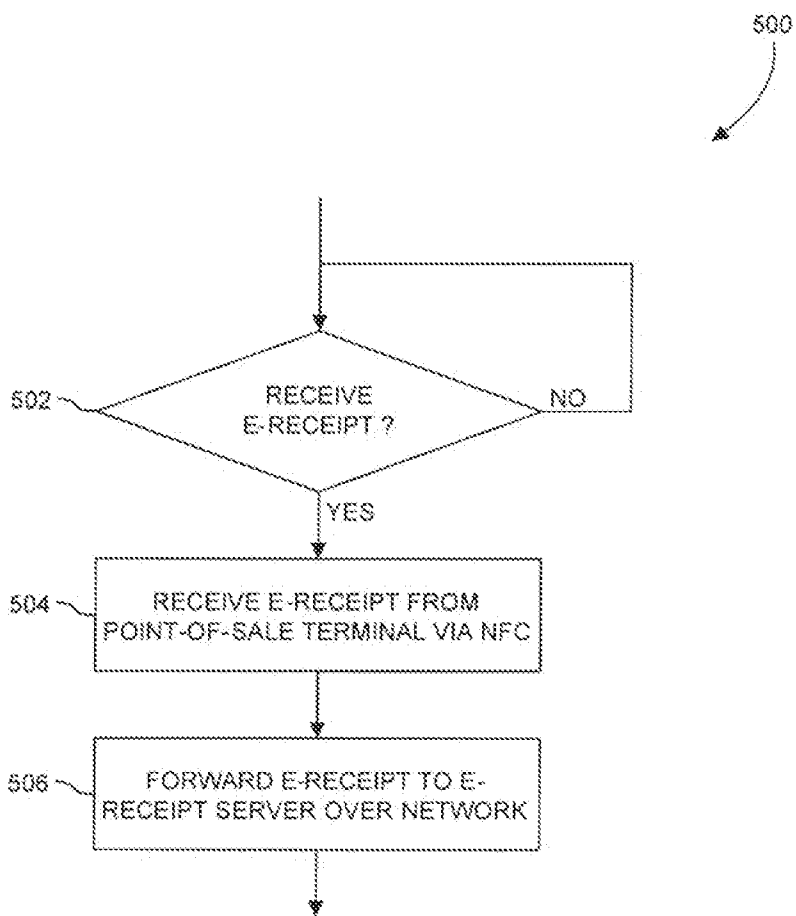 500
502
RECEIVE
E-RECEIPT ?
NO
YES
504
RECEIVE E-RECEIPT FROM
POINT-OF-SALE TERMINAL VIA NFC
506
FORWARD E-RECEIPT TO E-
RECEIPT SERVER OVER NETWORK